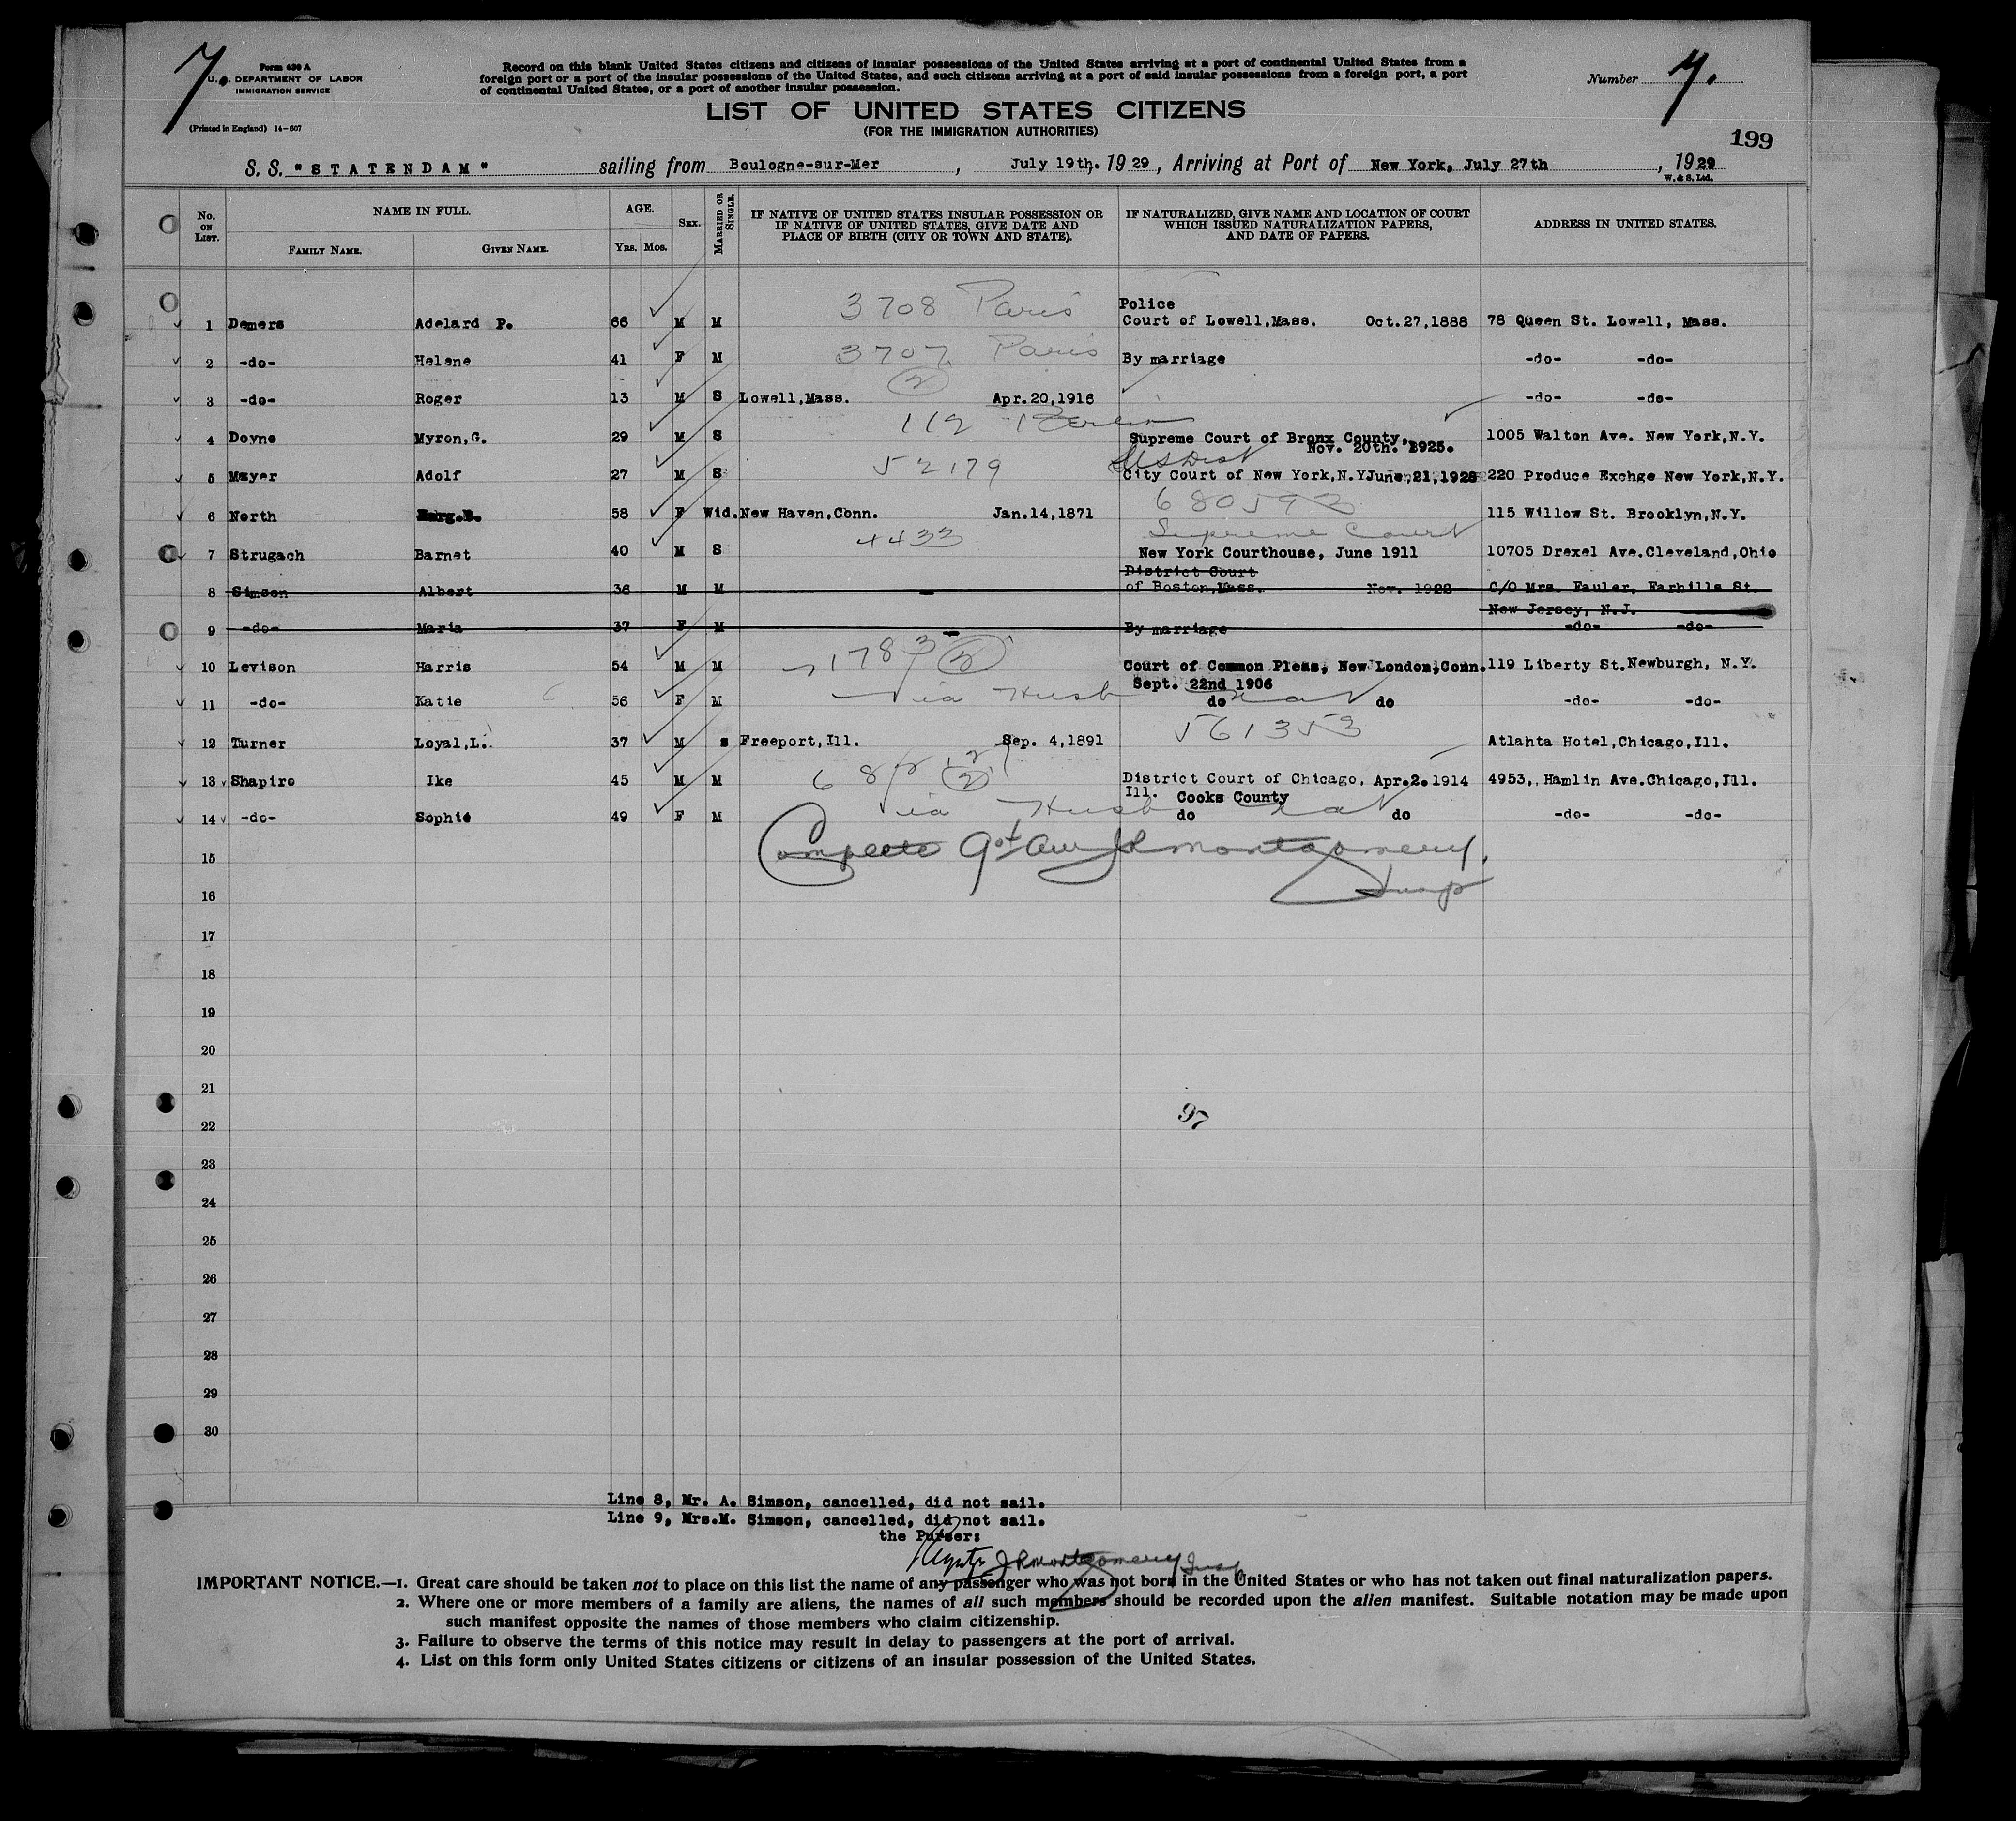 7.
Form 630 A
U.S. DEPARTMENT OF LABOR
IMMIGRATION SERVICE
(Printed in England) 14-607
Record on this blank United States citizens and citizens of insular possessions of the United States arriving at a port of continental United States from a
foreign port or a port of the insular possessions of the United States, and such citizens arriving at a port of said insular possessions from a foreign port, a port
of continental United States, or a port of another insular possession.
Number 7.
LIST OF UNITED STATES CITIZENS
(FOR THE IMMIGRATION AUTHORITIES)
199
S.S. "STATENDAM" sailing from Boulogne-sur-Mer, July 19th. 1929, Arriving at Port of New York, July 27th, 1929
W. & S. Ltd.
No. ON LIST. NAME IN FULL. FAMILY NAME. GIVEN NAME. AGE. YRS. MOS. SEX. MARRIED OR SINGLE. IF NATIVE OF UNITED STATES INSULAR POSSESSION OR IF NATIVE OF UNITED STATES, GIVE DATE AND PLACE OF BIRTH (CITY OR TOWN AND STATE). IF NATURALIZED, GIVE NAME AND LOCATION OF COURT WHICH ISSUED NATURALIZATION PAPERS, AND DATE OF PAPERS. ADDRESS IN UNITED STATES.
3708 Paris Police
1 Demers Adelard P. 66 M M Court of Lowell,Mass. Oct.27,1888 78 Queen St. Lowell, Mass.
3707 Paris
2 -do- Helene 41 F M By marriage -do- -do-
(2)
3 -do- Roger 13 M S Lowell,Mass. Apr.20,1916 -do- -do-
112 Berlin
4 Doyne Myron,G. 29 M S Supreme Court of Bronx County, Nov. 20th. 1925. 1005 Walton Ave. New York,N.Y.
52179 US Dist
5 Mayer Adolf 27 M S City Court of New York,N.Y. June,21,1928 220 Produce Exchge New York,N.Y.
680592
6 North 58 F Wid. New Haven,Conn. Jan.14,1871 115 Willow St. Brooklyn,N.Y.
4433 Supreme Court
7 Strugach Barnet 40 M S New York Courthouse, June 1911 10705 Drexel Ave.Cleveland,Ohio
District Court
8 Simson Albert 36 M M - of Boston,Mass. Nov. 1922 C/O Mrs. Fauler, Farhills St.
New Jersey, N.J.
9 -do- Maria 37 F M - By marriage -do- -do-
1783 (2)
10 Levison Harris 54 M M Court of Common Pleas, New London,Conn. 119 Liberty St.Newburgh, N.Y.
Sept. 22nd 1906
11 -do- Katie 56 F M via Husb nat do do -do- -do-
561353
12 Turner Loyal,L. 37 M s Freeport,Ill. Sep. 4,1891 Atlahta Hotel,Chicago,Ill.
(2)
13 Shapiro Ike 45 M M District Court of Chicago, Apr.2.1914 4953, Hamlin Ave.Chicago,Ill.
Ill. Cooks County
14 -do- Sophie 49 F M via Husb nat do do -do- -do-
15 Complete JRMontgomery
16 Insp
17
18
19
20
21
22
97
23
24
25
26
27
28
29
30
Line 8, Mr. A. Simson, cancelled, did not sail.
Line 9, Mrs.M. Simson, cancelled, did not sail.
the Purser:
JRMontgomery Insp
IMPORTANT NOTICE.—1. Great care should be taken not to place on this list the name of any passenger who was not born in the United States or who has not taken out final naturalization papers.
2. Where one or more members of a family are aliens, the names of all such members should be recorded upon the alien manifest. Suitable notation may be made upon
such manifest opposite the names of those members who claim citizenship.
3. Failure to observe the terms of this notice may result in delay to passengers at the port of arrival.
4. List on this form only United States citizens or citizens of an insular possession of the United States.